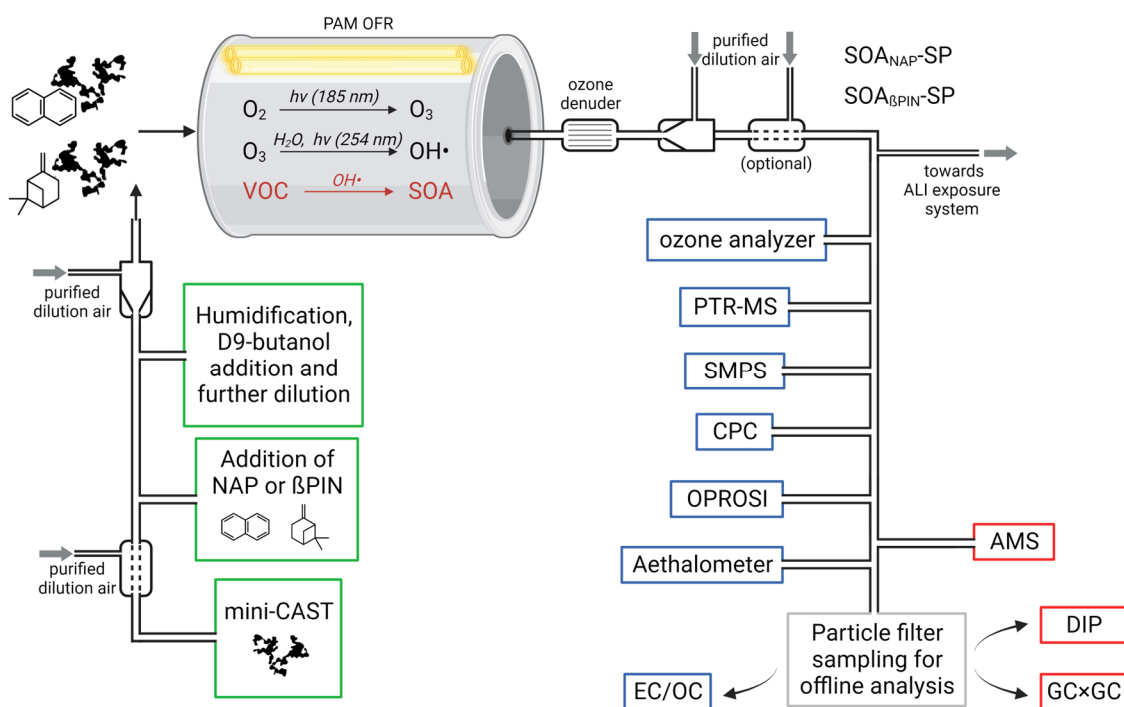 PAM OFR
O₂ hv (185 nm) O₃
O₃ H₂O, hv (254 nm) OH•
VOC OH• SOA
ozone
denuder
purified
dilution air
(optional)
SOA_NAP-SP
SOA_ßPIN-SP
towards
ALI exposure
system
purified
dilution air
Humidification,
D9-butanol
addition and
further dilution
Addition of
NAP or ßPIN
purified
dilution air
mini-CAST
ozone analyzer
PTR-MS
SMPS
CPC
OPROSI
Aethalometer
AMS
Particle filter
sampling for
offline analysis
EC/OC
DIP
GC×GC